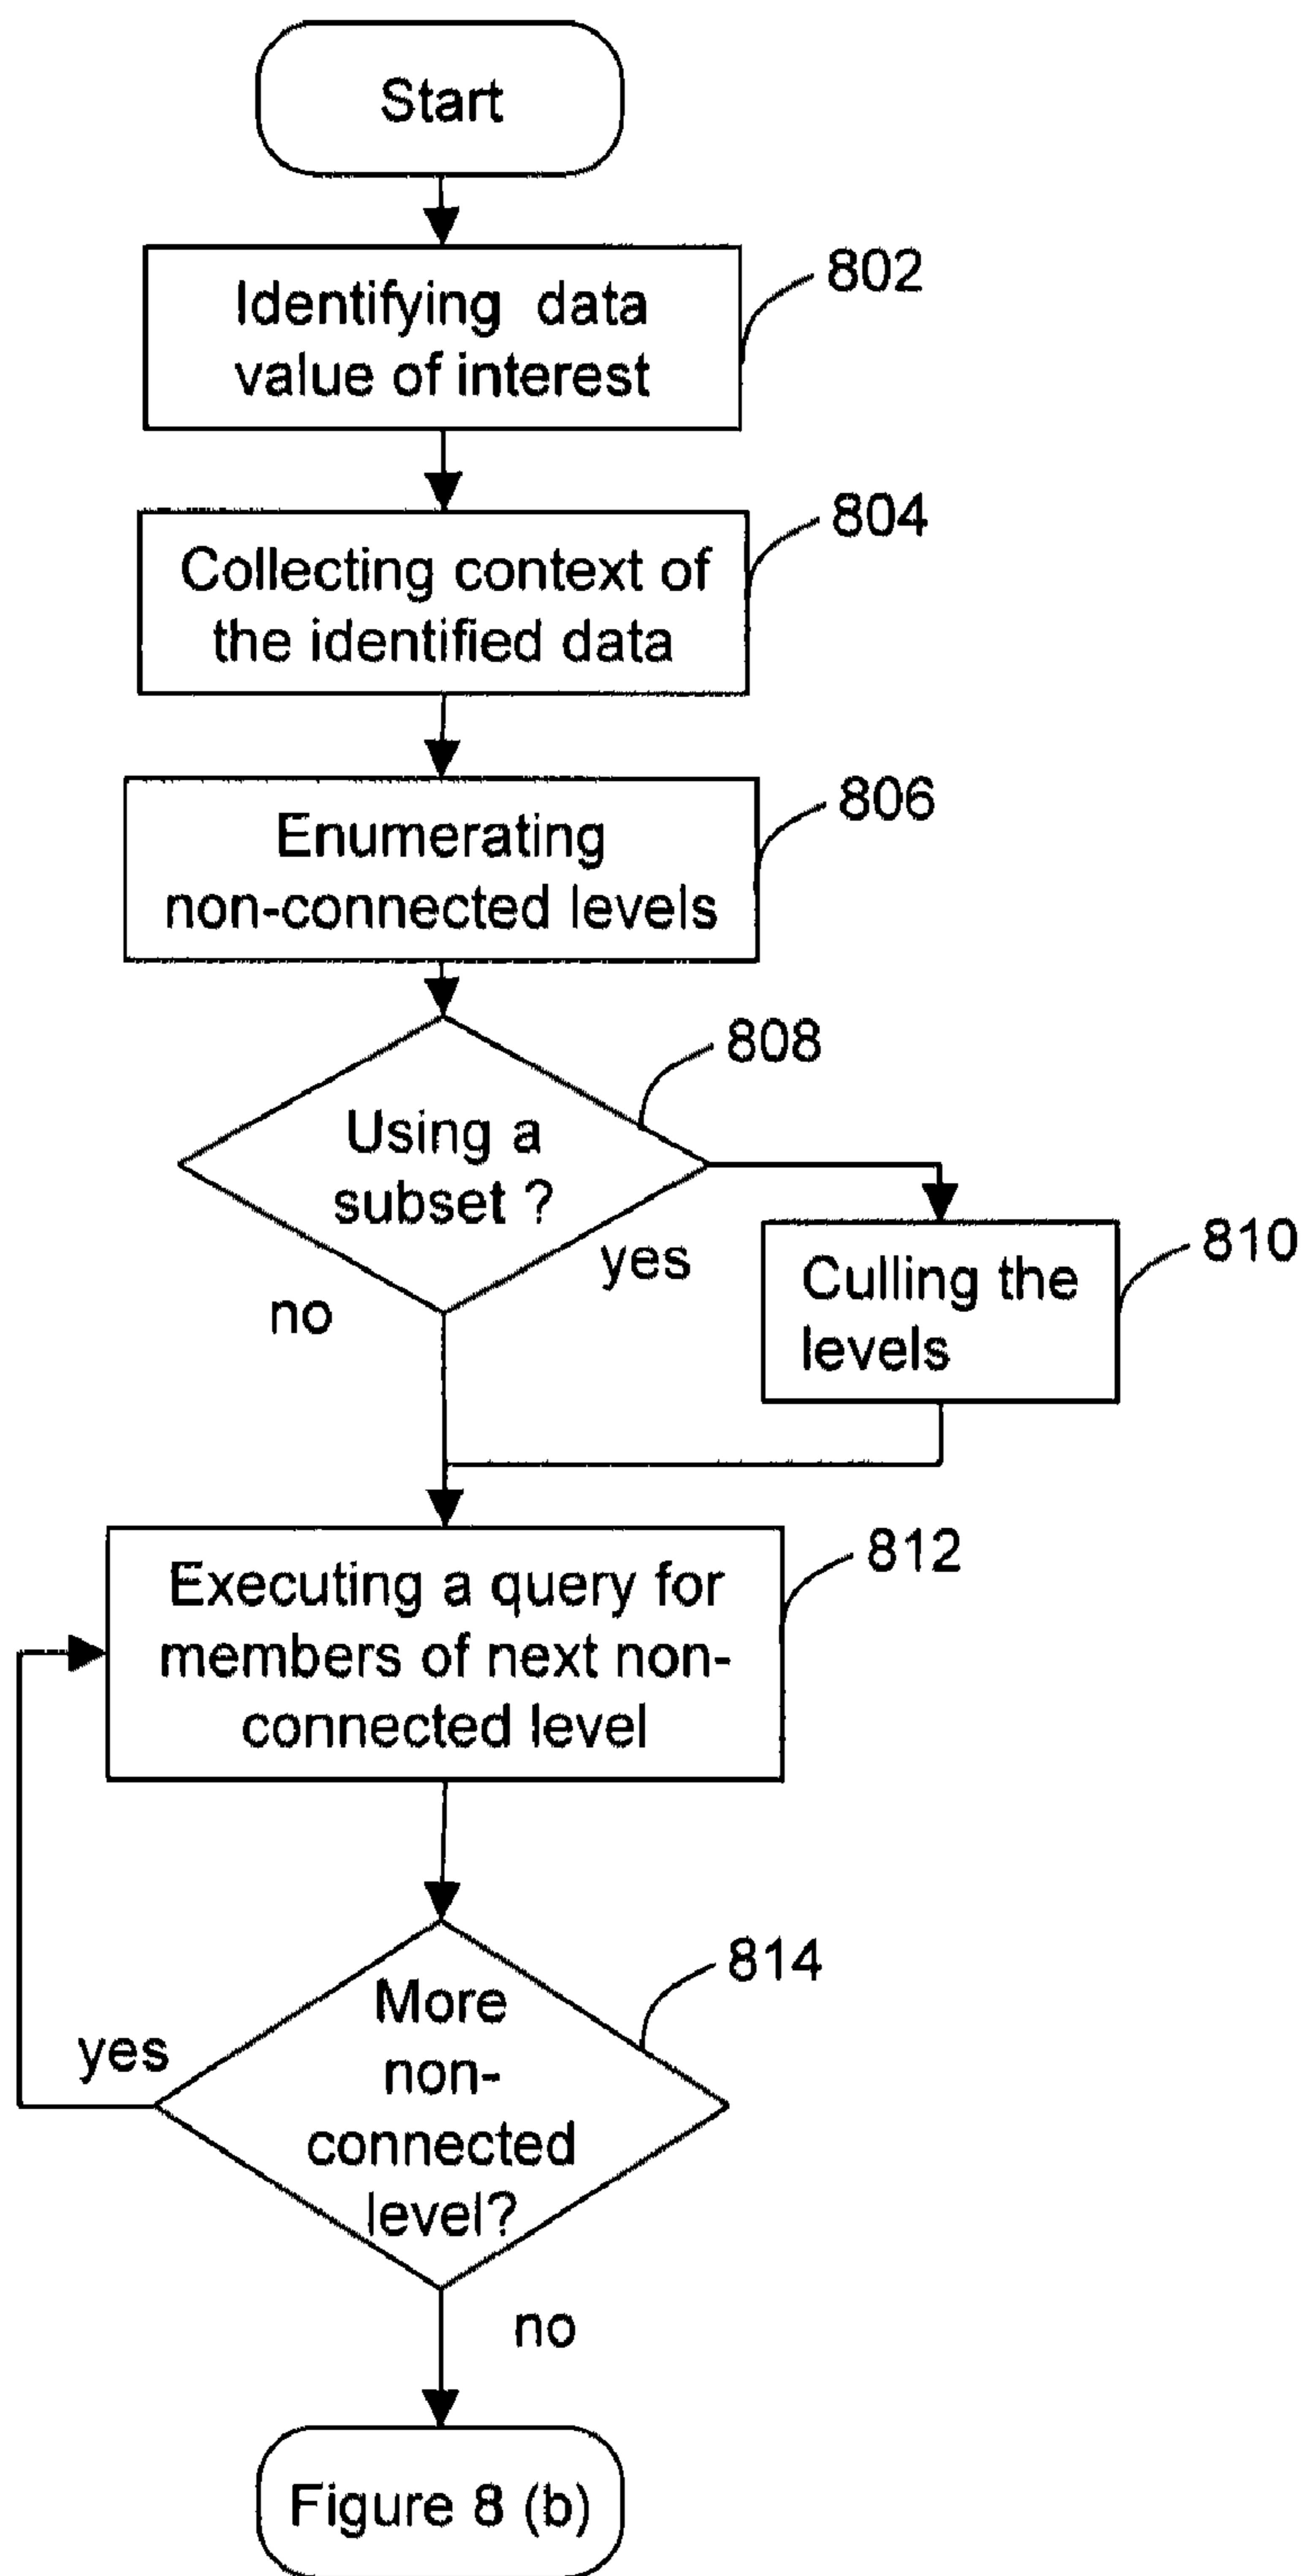 Start
802
Identifying data
value of interest
804
Collecting context of
the identified data
806
Enumerating
non-connected levels
808
Using a
subset ?
yes
no
810
Culling the
levels
812
Executing a query for
members of next non-
connected level
814
More
non-
connected
level?
yes
no
Figure 8 (b)